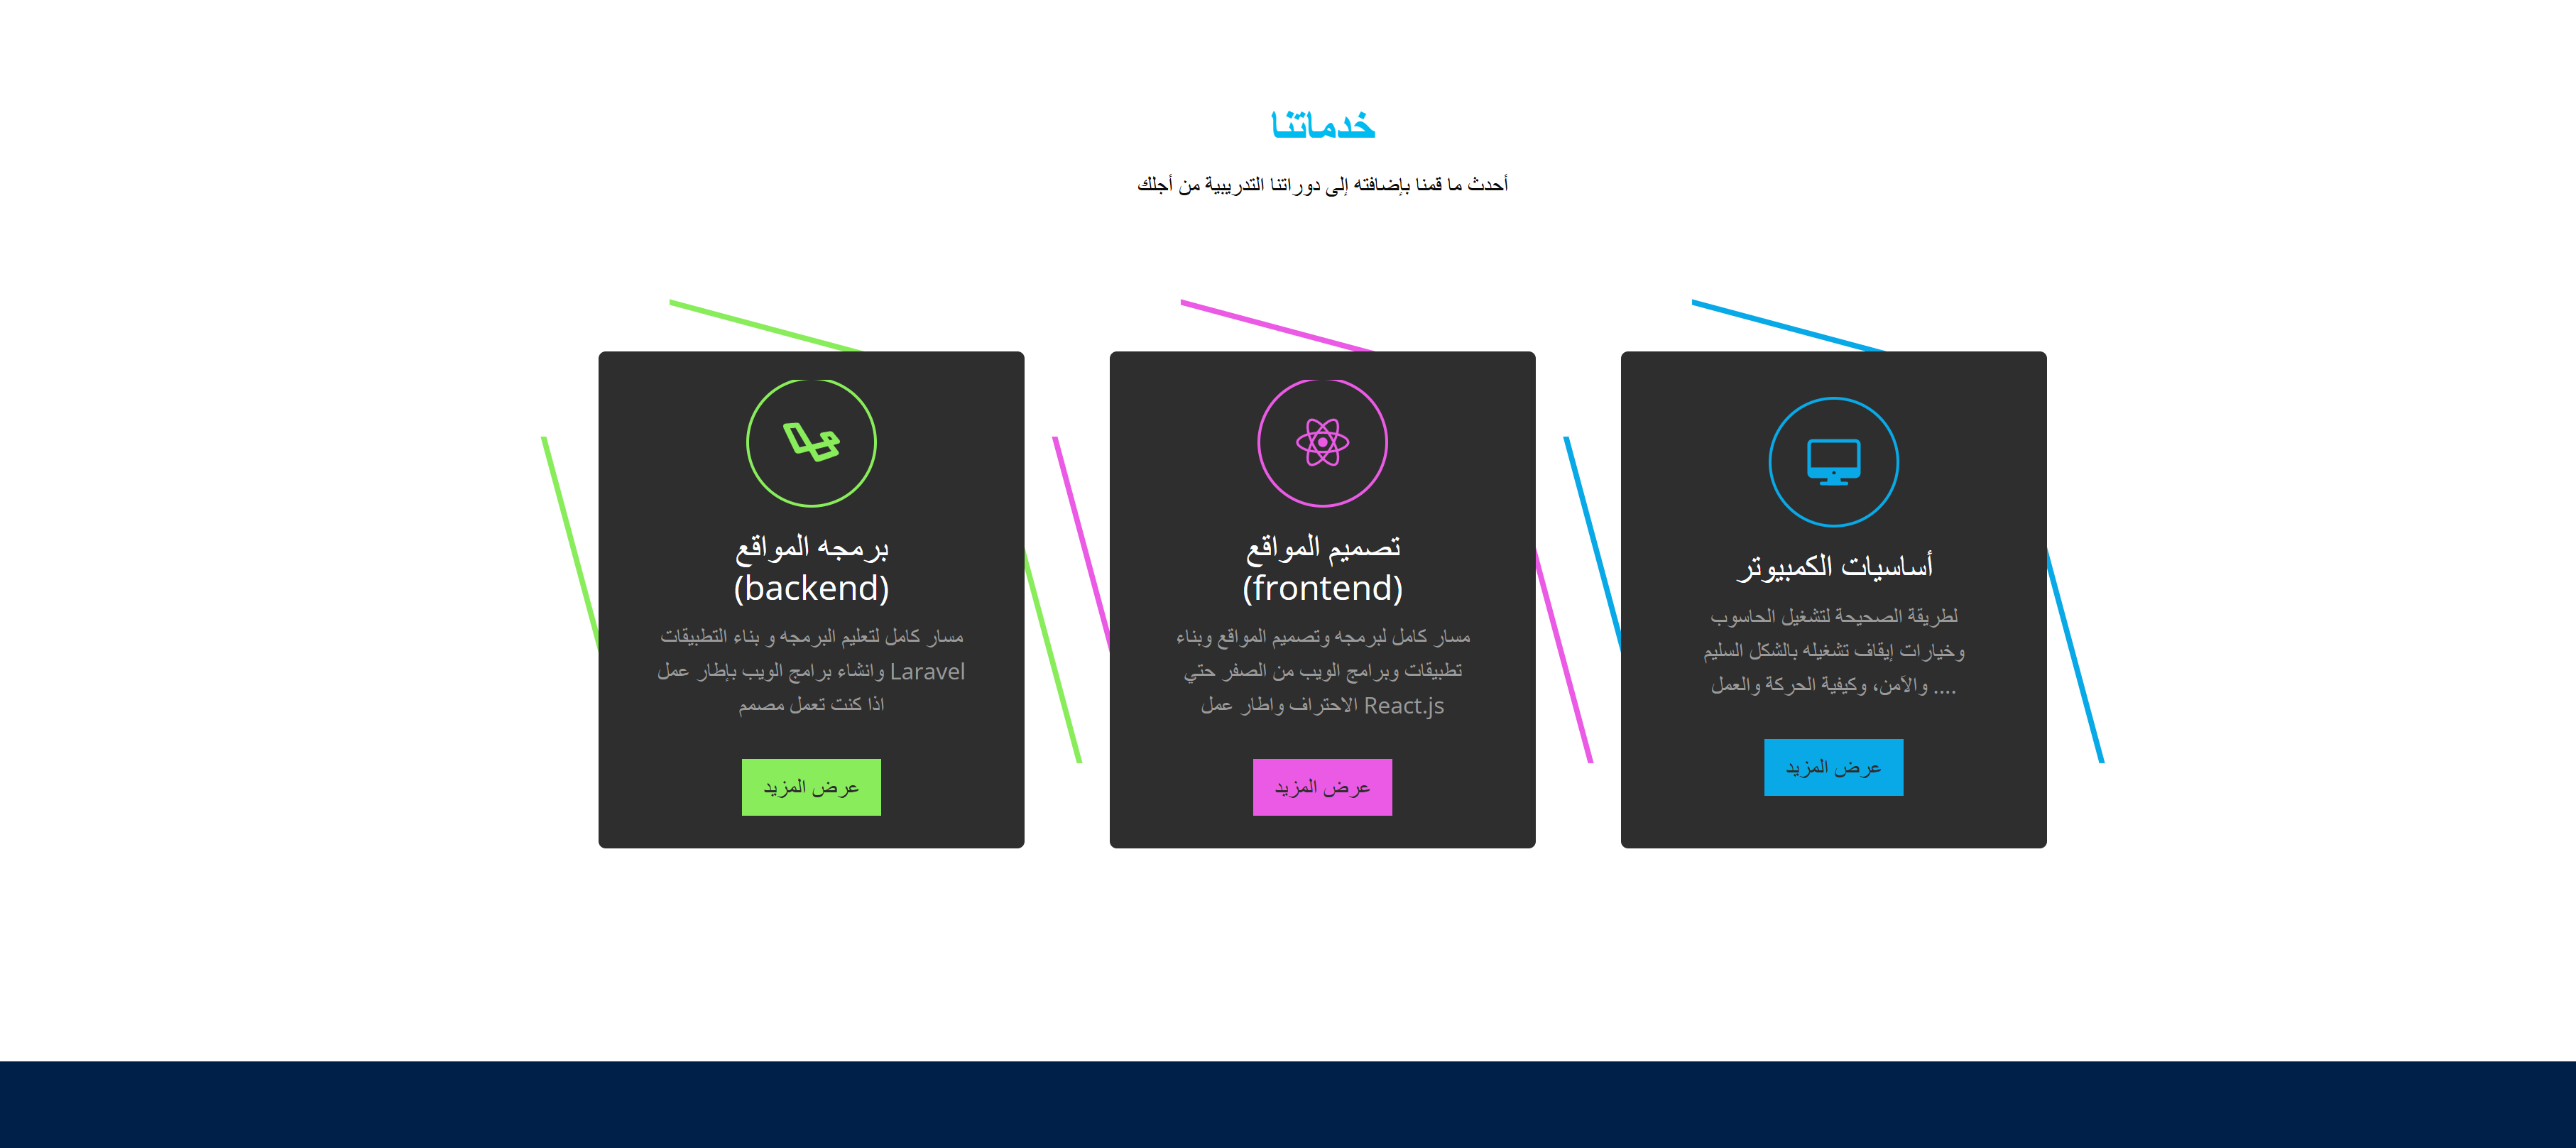 خدماتنا
أحدث ما قمنا بإضافته إلى دوراتنا التدريبية من أجلك
أساسيات الكمبيوتر
لطريقة الصحيحة لتشغيل الحاسوب
وخيارات إيقاف تشغيله بالشكل السليم
.... والآمن، وكيفية الحركة والعمل
عرض المزيد
تصميم المواقع
(frontend)
مسار كامل لبرمجه وتصميم المواقع وبناء
تطبيقات وبرامج الويب من الصفر حتي
الاحتراف واطار عمل React.js
عرض المزيد
برمجه المواقع
(backend)
مسار كامل لتعليم البرمجه و بناء التطبيقات
وانشاء برامج الويب بإطار عمل Laravel
اذا كنت تعمل مصمم
عرض المزيد